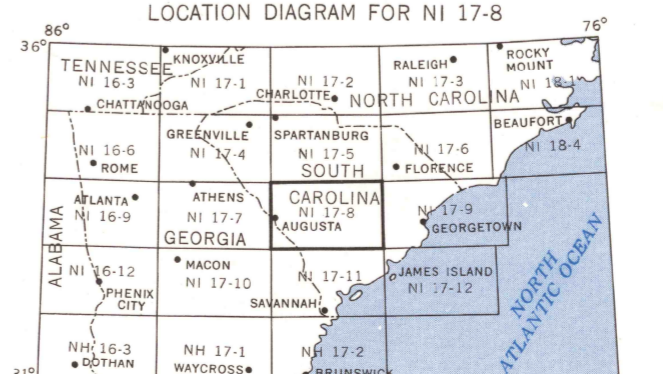 LOCATION DIAGRAM FOR NI 17-8
86° 76°
36°
TENNESSEE
KNOXVILLE
RALEIGH
ROCKY MOUNT
NI 16-3 NI 17-1 NI 17-2 NI 17-3 NI 18-1
CHATTANOOGA
CHARLOTTE
NORTH CAROLINA
GREENVILLE
SPARTANBURG
BEAUFORT
NI 16-6 NI 17-4 NI 17-5 NI 17-6 NI 18-4
ROME
SOUTH
FLORENCE
ATLANTA
ATHENS
CAROLINA
NI 16-9 NI 17-7 NI 17-8 NI 17-9
AUGUSTA
GEORGETOWN
ALABAMA
GEORGIA
MACON
JAMES ISLAND
NI 16-12 NI 17-10 NI 17-11 NI 17-12
PHENIX CITY
SAVANNAH
NORTH
ATLANTIC OCEAN
NH 16-3 NH 17-1 NH 17-2
DOTHAN
WAYCROSS
BRUNSWICK